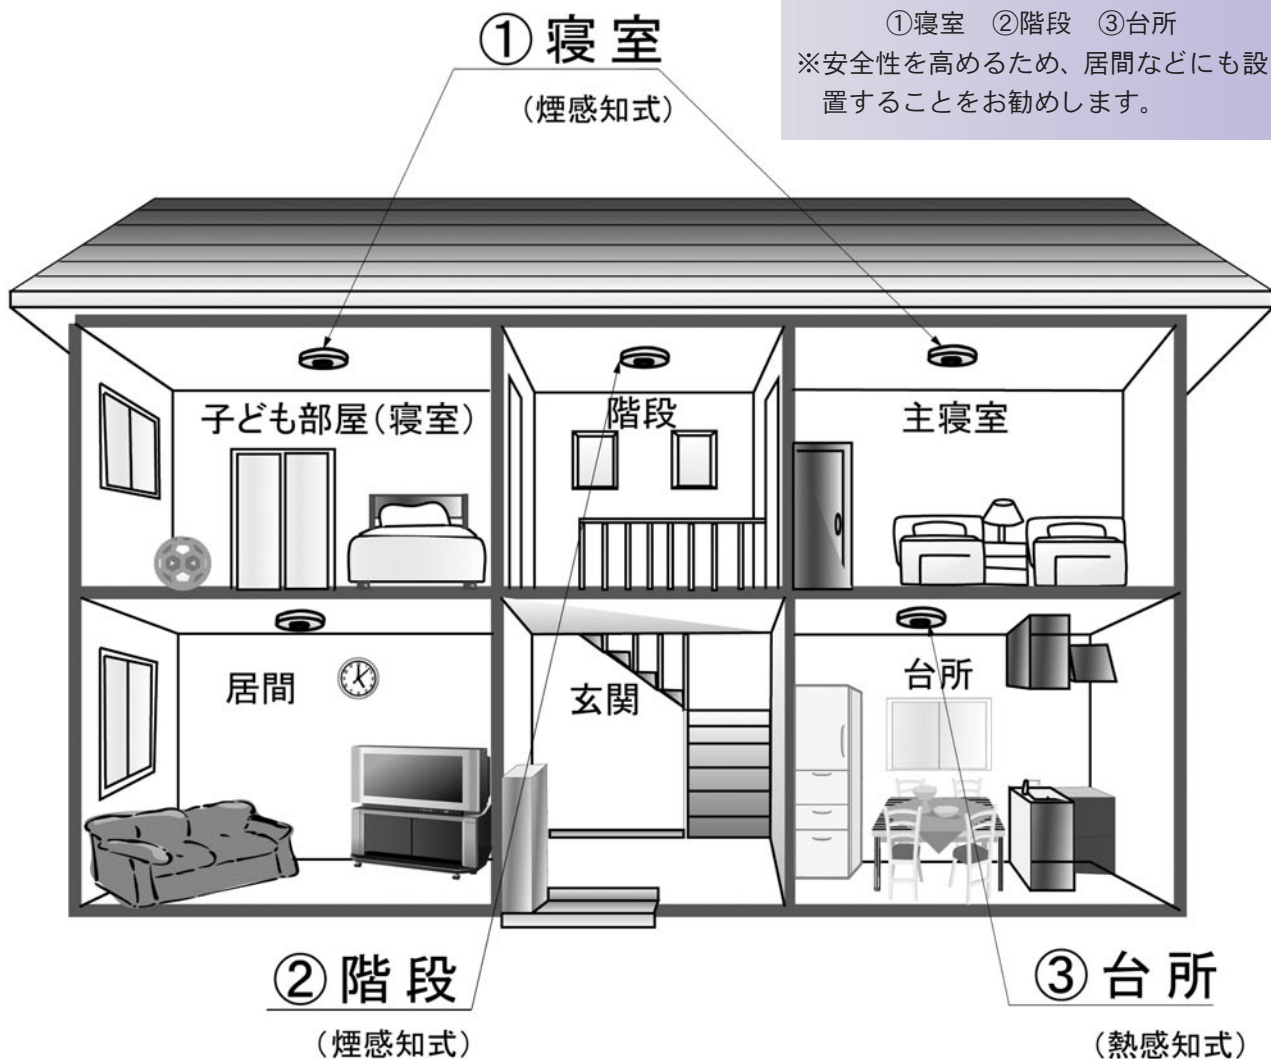 ①寝室　②階段　③台所
※安全性を高めるため、居間などにも設
置することをお勧めします。
①寝室
（煙感知式）
子ども部屋（寝室）
階段
主寝室
居間
玄関
台所
②階段
（煙感知式）
③台所
（熱感知式）